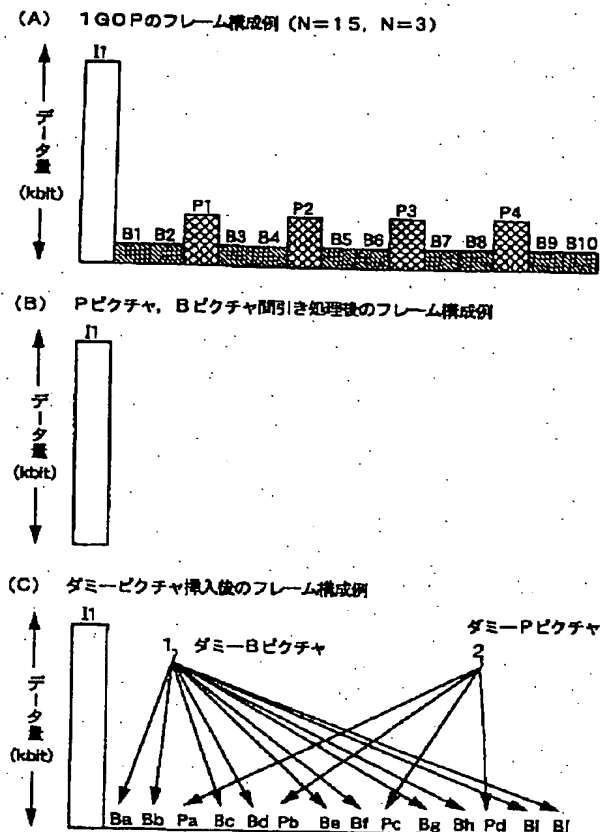 (A) 1GOPのフレーム構成例(N=15, N=3)
I1
データ量
(kbit)
P1 P2 P3 P4
B1 B2 B3 B4 B5 B6 B7 B8 B9 B10
(B) Pピクチャ,Bピクチャ間引き処理後のフレーム構成例
I1
データ量
(kbit)
(C) ダミーピクチャ挿入後のフレーム構成例
I1
データ量
(kbit)
1 ダミーBピクチャ
ダミーPピクチャ
2
Ba Bb Pa Bc Bd Pb Be Bf Pc Bg Bh Pd Bi Bj